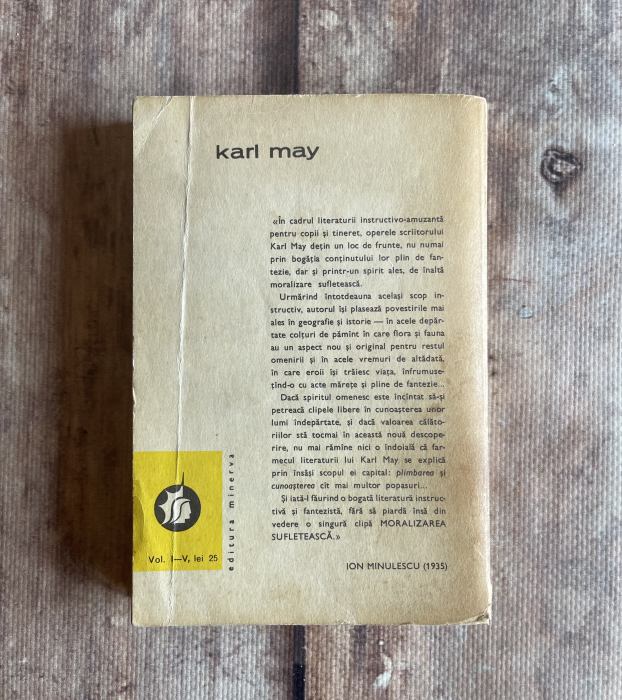 karl may
«În cadrul literaturii instructivo-amuzantă
pentru copii și tineret, operele scriitorului
Karl May dețin un loc de frunte, nu numai
prin bogăția conținutului lor plin de fan-
tezie, dar și printr-un spirit ales, de înaltă
moralizare sufletească.
Urmărind întotdeauna același scop in-
structiv, autorul își plasează povestirile mai
ales în geografie și istorie — în acele depăr-
tate colțuri de pămînt în care flora și fauna
au un aspect nou și original pentru restul
omenirii și în acele vremuri de altădată,
în care eroii își trăiesc viața, înfrumuse-
țînd-o cu acte mărețe și pline de fantezie...
Dacă spiritul omenesc este încîntat să-și
petreacă clipele libere în cunoașterea unor
lumi îndepărtate, și dacă valoarea călăto-
riilor stă tocmai în această nouă descope-
rire, nu mai rămîne nici o îndoială că far-
mecul literaturii lui Karl May se explică
prin însăși scopul ei capital: plimbarea și
cunoașterea cît mai multor popasuri...
Și iată-l făurind o bogată literatură instruc-
tivă și fantezistă, fără să piardă însă din
vedere o singură clipă MORALIZAREA
SUFLETEASCĂ.»
ION MINULESCU (1935)
editura minerva
Vol. I—V, lei 25